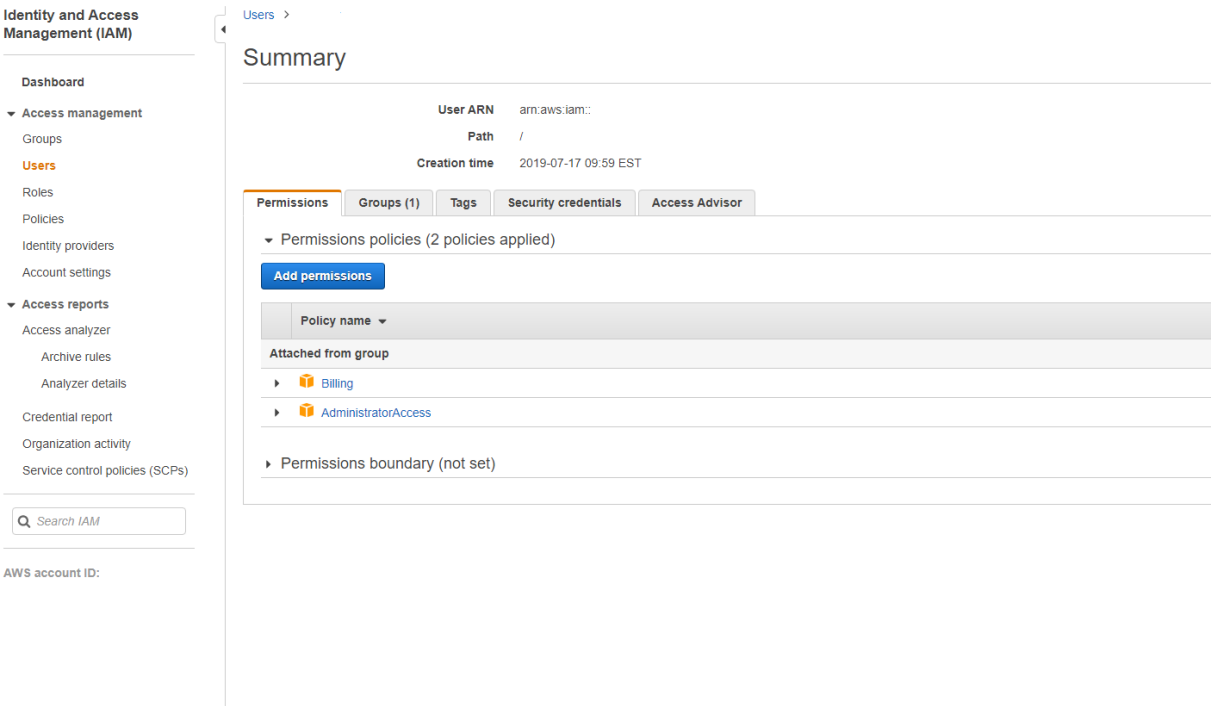 Identity and Access
Management (IAM)
Dashboard
Access management
Groups
Users
Roles
Policies
Identity providers
Account settings
Access reports
Access analyzer
Archive rules
Analyzer details
Credential report
Organization activity
Service control policies (SCPs)
Search IAM
AWS account ID:
Users >
Summary
User ARN arn:aws:iam::
Path /
Creation time 2019-07-17 09:59 EST
Permissions Groups (1) Tags Security credentials Access Advisor
Permissions policies (2 policies applied)
Add permissions
Policy name
Attached from group
Billing
AdministratorAccess
Permissions boundary (not set)